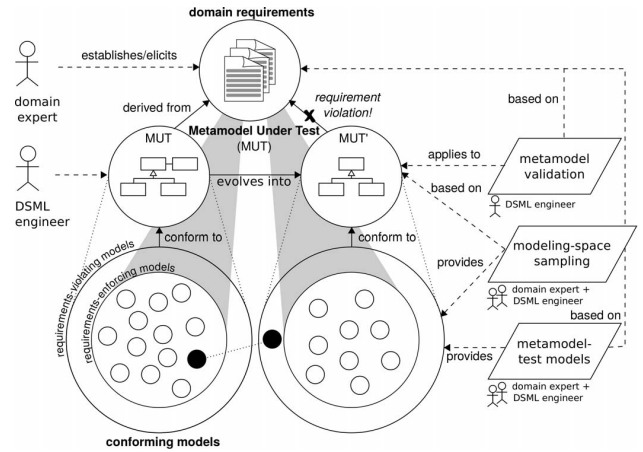 domain requirements
establishes/elicits
domain
expert
derived from
requirement
violation!
based on
Metamodel Under Test
(MUT)
MUT
MUT'
applies to
metamodel
validation
evolves into
based on
DSML
engineer
DSML engineer
conform to
conform to
provides
modeling-space
sampling
domain expert +
DSML engineer
requirements-violating models
requirements-enforcing models
based on
provides
metamodel-
test models
domain expert +
DSML engineer
conforming models